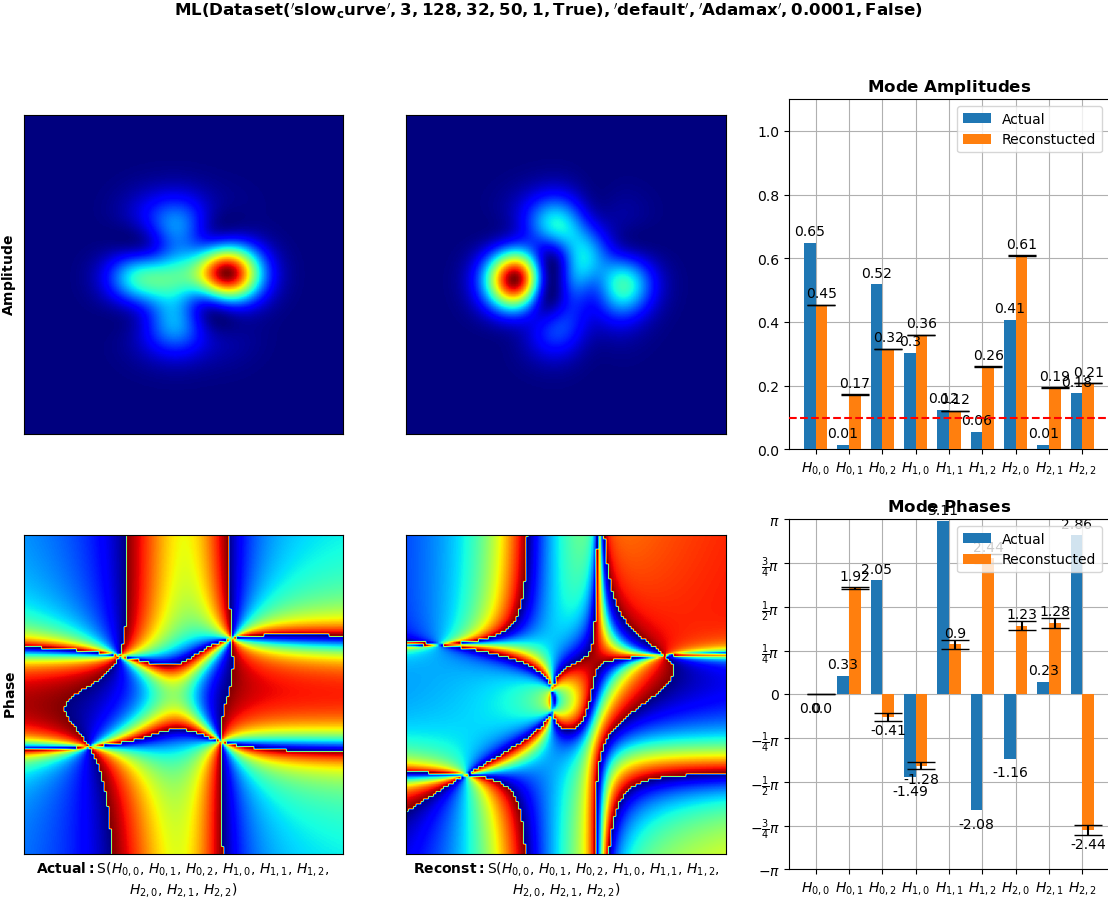 ML(Dataset('slow_curve', 3, 128, 32, 50, 1, True), 'default', 'Adamax', 0.0001, False)
Mode Amplitudes
Actual
Reconstucted
1.0
0.8
0.6
0.4
0.2
0.0
0.65
0.45
0.01
0.17
0.52
0.32
0.3
0.36
0.12
0.12
0.06
0.26
0.41
0.61
0.01
0.19
0.18
0.21
H0,0 H0,1 H0,2 H1,0 H1,1 H1,2 H2,0 H2,1 H2,2
Amplitude
Mode Phases
Actual
Reconstucted
π
3/4π
1/2π
1/4π
0
−1/4π
−1/2π
−3/4π
−π
0.0
0.0
0.33
1.92
2.05
-0.41
-1.49
-1.28
3.11
0.9
-2.08
2.44
-1.16
1.23
0.23
1.28
2.86
-2.44
H0,0 H0,1 H0,2 H1,0 H1,1 H1,2 H2,0 H2,1 H2,2
Phase
Actual: S(H0,0, H0,1, H0,2, H1,0, H1,1, H1,2,
H2,0, H2,1, H2,2)
Reconst: S(H0,0, H0,1, H0,2, H1,0, H1,1, H1,2,
H2,0, H2,1, H2,2)